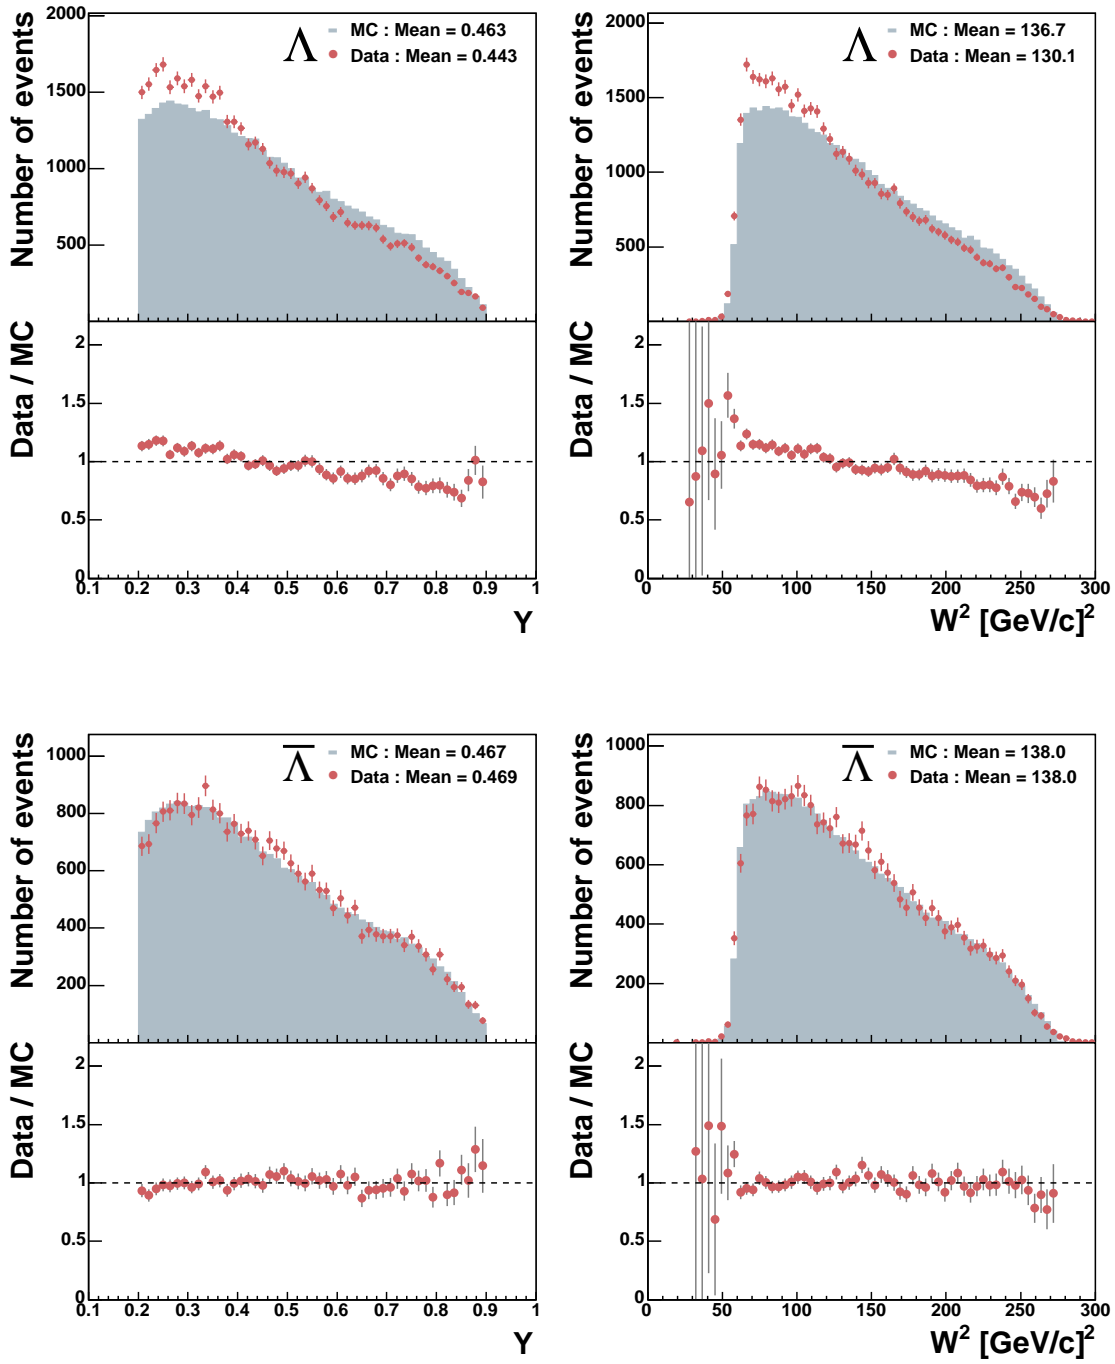 Number of events
2000
1500
1000
500
Λ
MC : Mean = 0.463
Data : Mean = 0.443
Data / MC
2
1.5
1
0.5
0
0.1 0.2 0.3 0.4 0.5 0.6 0.7 0.8 0.9 1
Y
Number of events
2000
1500
1000
500
Λ
MC : Mean = 136.7
Data : Mean = 130.1
Data / MC
2
1.5
1
0.5
0
0 50 100 150 200 250 300
W² [GeV/c]²
Number of events
1000
800
600
400
200
Λ̅
MC : Mean = 0.467
Data : Mean = 0.469
Data / MC
2
1.5
1
0.5
0
0.1 0.2 0.3 0.4 0.5 0.6 0.7 0.8 0.9 1
Y
Number of events
1000
800
600
400
200
Λ̅
MC : Mean = 138.0
Data : Mean = 138.0
Data / MC
2
1.5
1
0.5
0
0 50 100 150 200 250 300
W² [GeV/c]²